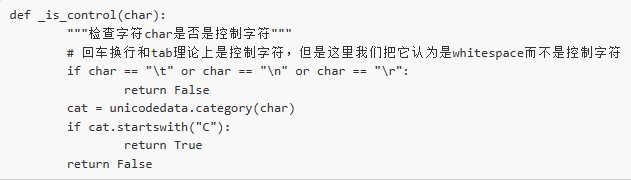 def _is_control(char):
        """检查字符char是否是控制字符"""
        # 回车换行和tab理论上是控制字符，但是这里我们把它认为是whitespace而不是控制字符
        if char == "\t" or char == "\n" or char == "\r":
                return False
        cat = unicodedata.category(char)
        if cat.startswith("C"):
                return True
        return False